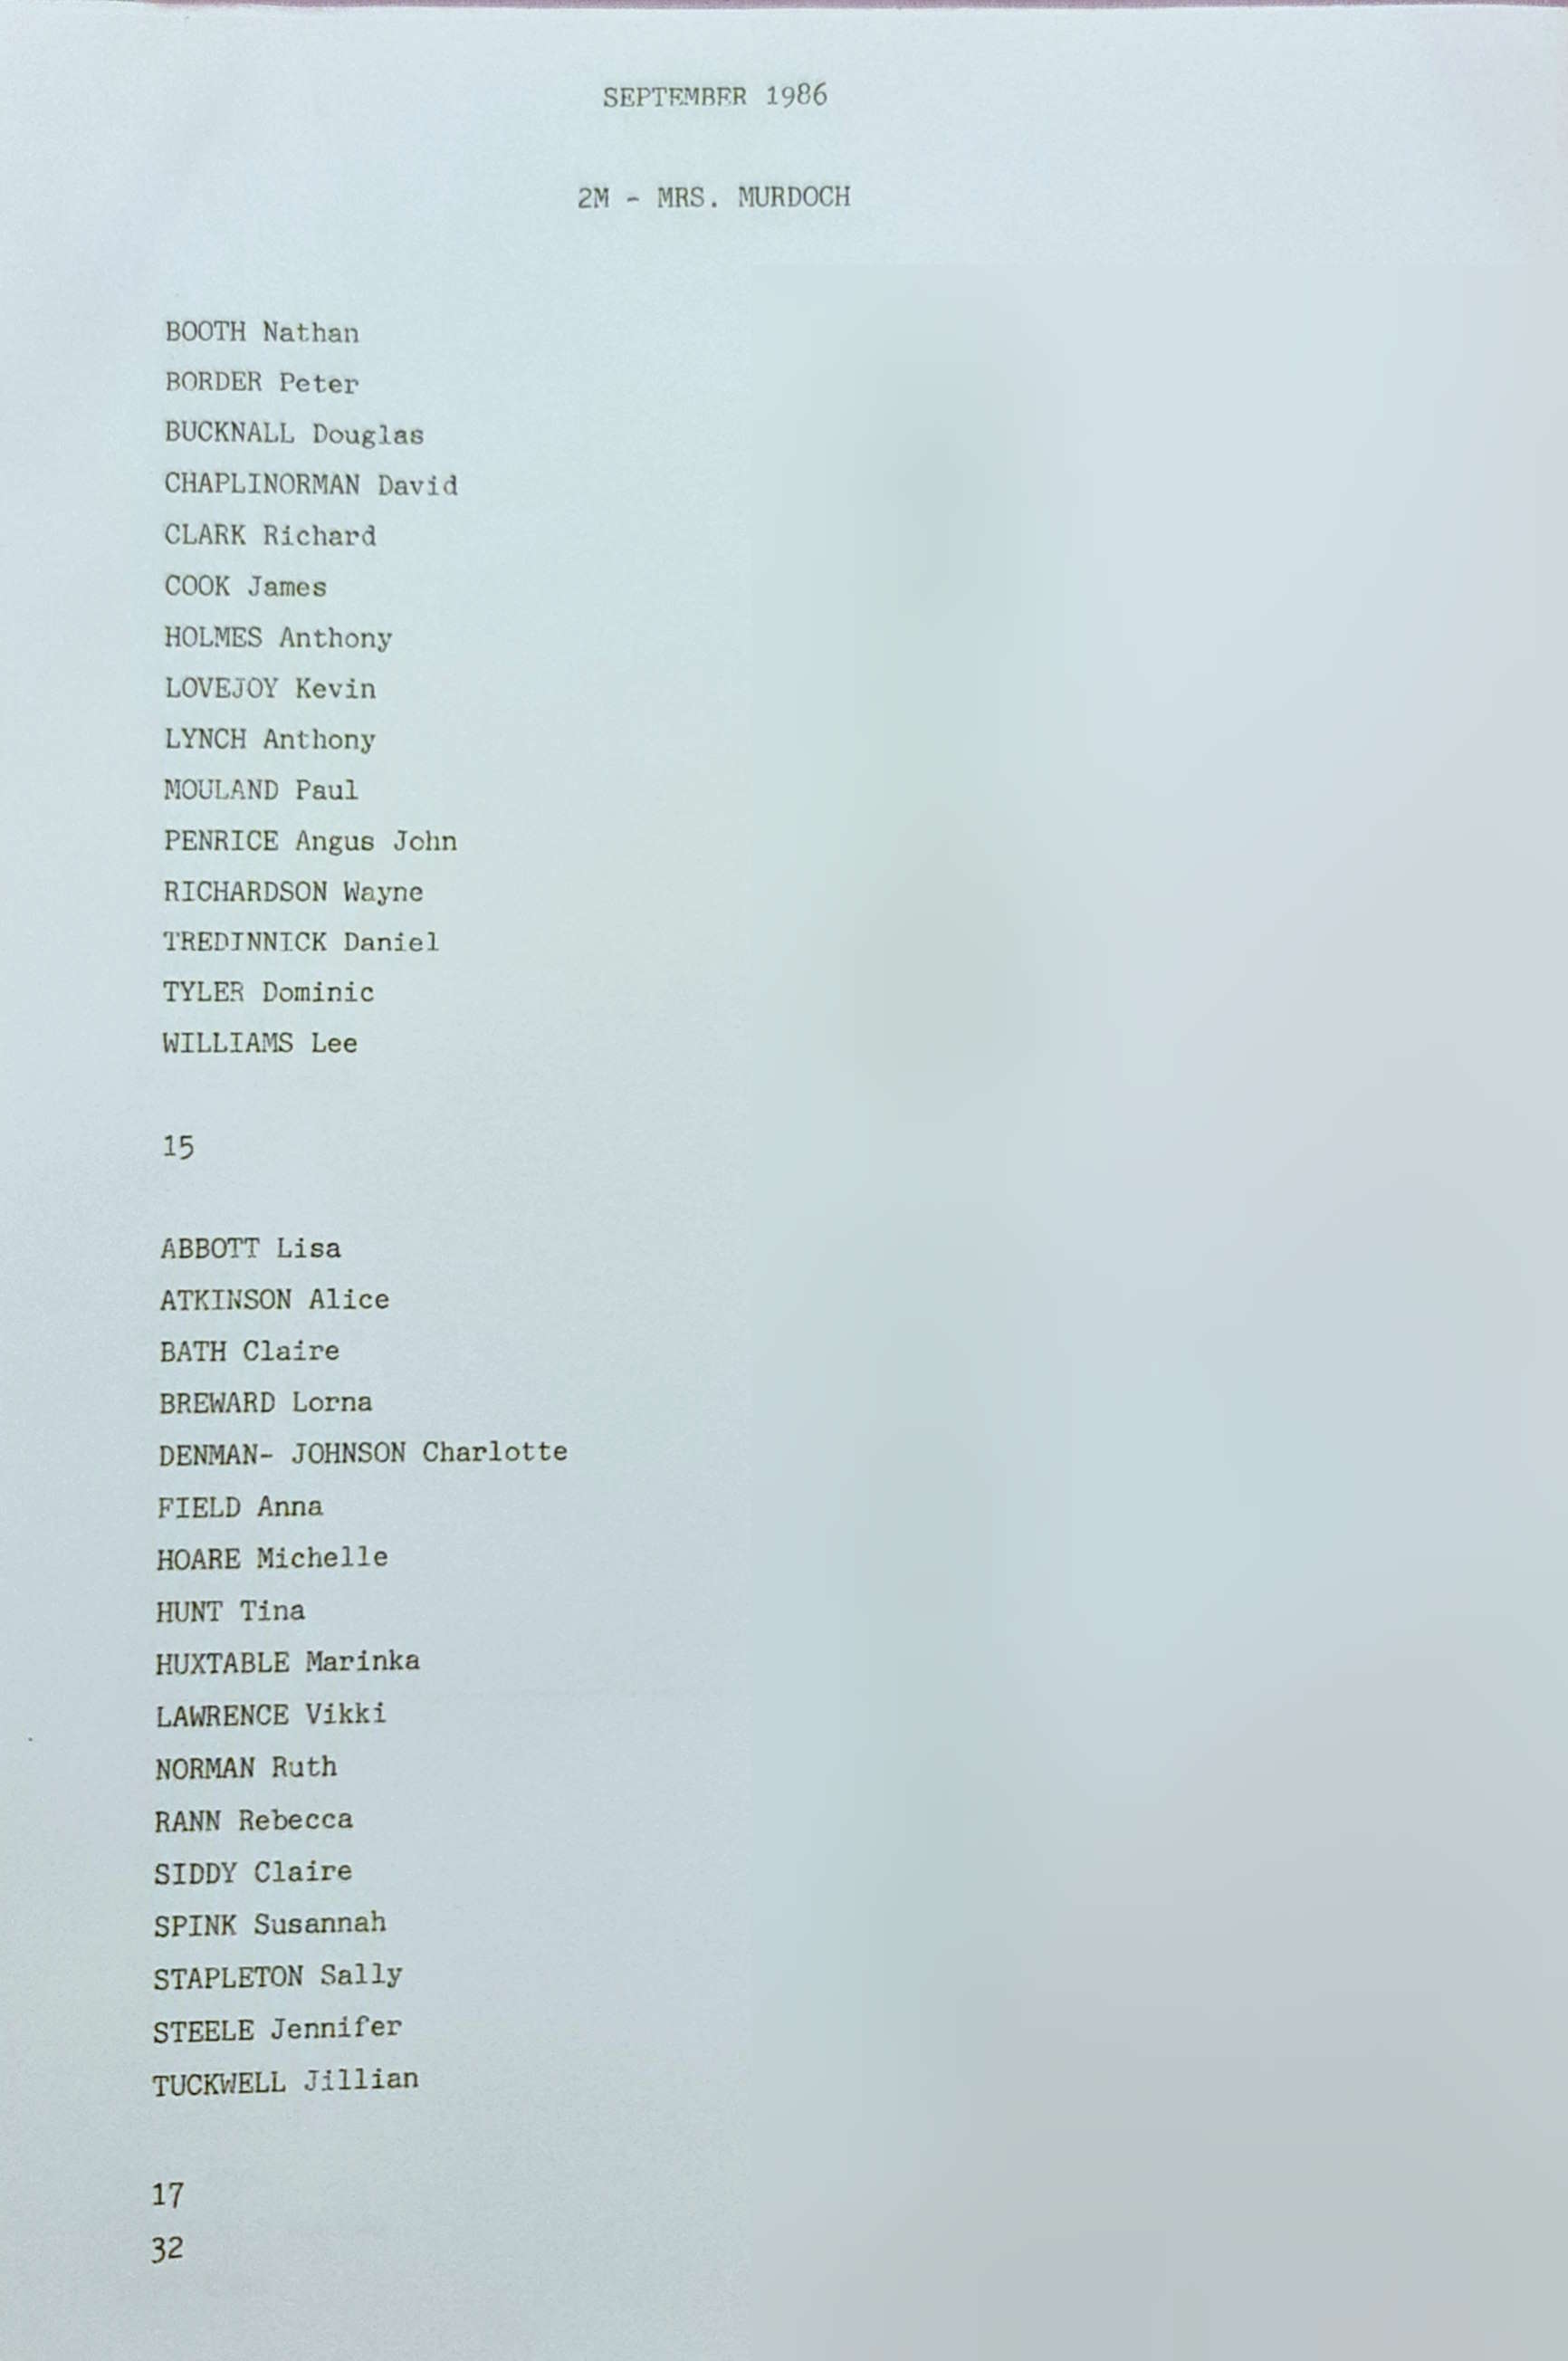 SEPTEMBER 1986
2M - MRS. MURDOCH
BOOTH Nathan
BORDER Peter
BUCKNALL Douglas
CHAPLINORMAN David
CLARK Richard
COOK James
HOLMES Anthony
LOVEJOY Kevin
LYNCH Anthony
MOULAND Paul
PENRICE Angus John
RICHARDSON Wayne
TREDINNICK Daniel
TYLER Dominic
WILLIAMS Lee
15
ABBOTT Lisa
ATKINSON Alice
BATH Claire
BREWARD Lorna
DENMAN- JOHNSON Charlotte
FIELD Anna
HOARE Michelle
HUNT Tina
HUXTABLE Marinka
LAWRENCE Vikki
NORMAN Ruth
RANN Rebecca
SIDDY Claire
SPINK Susannah
STAPLETON Sally
STEELE Jennifer
TUCKWELL Jillian
17
32